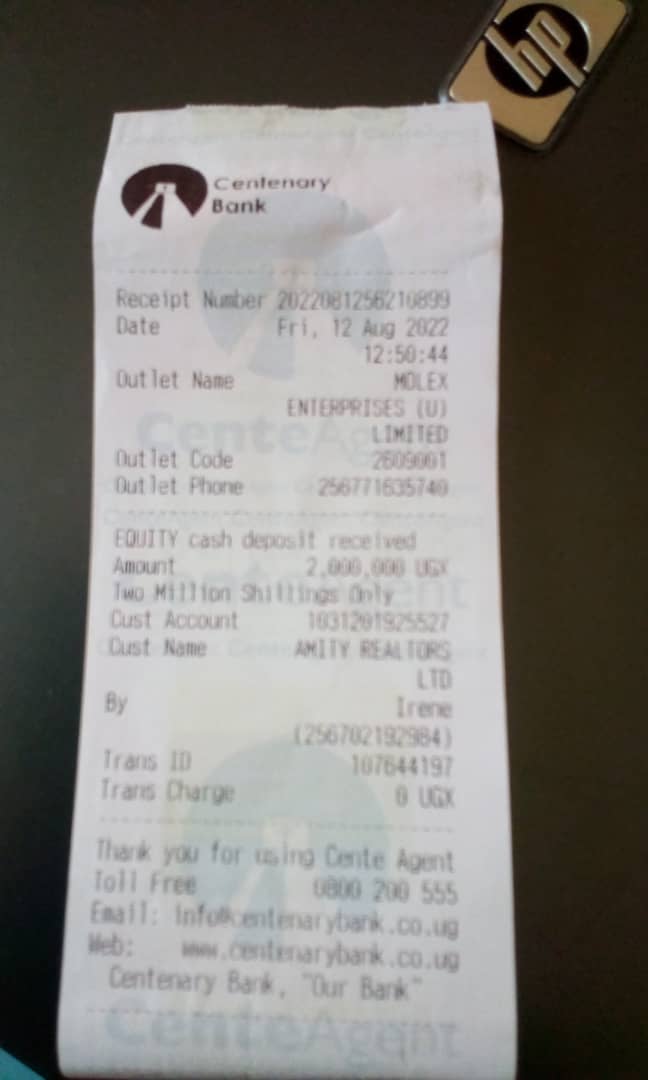 hp
Centenary
Bank
Receipt Number 2022081256210899
Date Fri, 12 Aug 2022
12:50:44
Outlet Name MOLEX
ENTERPRISES (U)
LIMITED
Outlet Code 2609001
Outlet Phone 256771635740
EQUITY cash deposit received
Amount 2,000,000 UGX
Two Million Shillings Only
Cust Account 1031201925527
Cust Name AMITY REALTORS
LTD
By Irene
(256702192984)
Trans ID 107644197
Trans Charge 0 UGX
Thank you for using Cente Agent
Toll Free 0800 200 555
Email: info@centenarybank.co.ug
Web: www.centenarybank.co.ug
Centenary Bank, "Our Bank"
CenteAgent